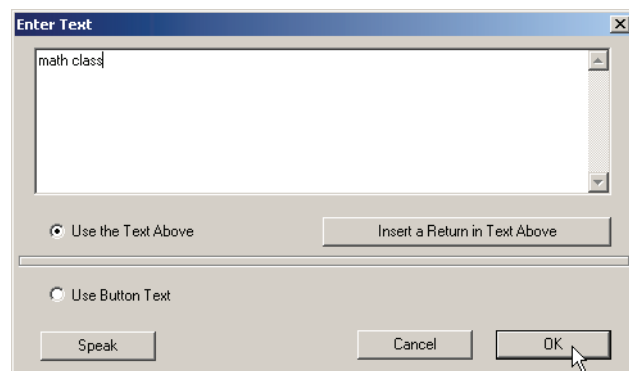 Enter Text
math class
Use the Text Above
Insert a Return in Text Above
Use Button Text
Speak
Cancel
OK